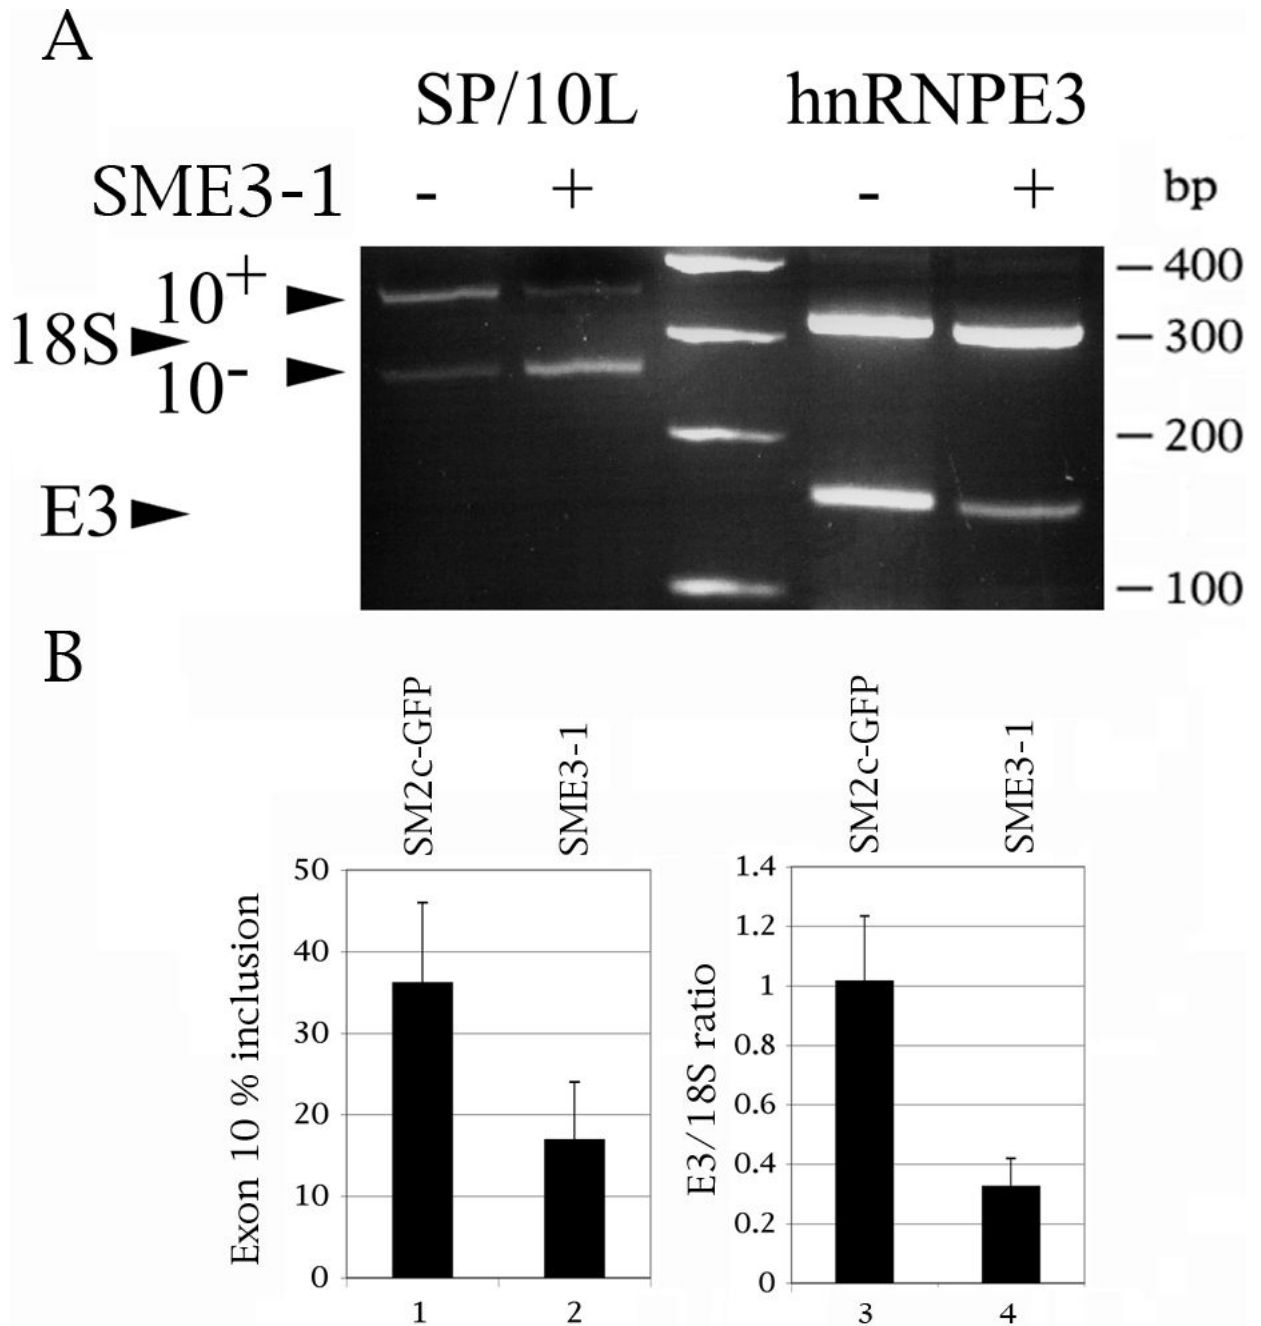 A
SP/10L hnRNPE3
SME3-1 - + - + bp
10+ 400
18S 300
10-
200
E3
100
B
SM2c-GFP SME3-1 SM2c-GFP SME3-1
Exon 10 % inclusion
50
40
30
20
10
0
1 2
E3/18S ratio
1.4
1.2
1
0.8
0.6
0.4
0.2
0
3 4